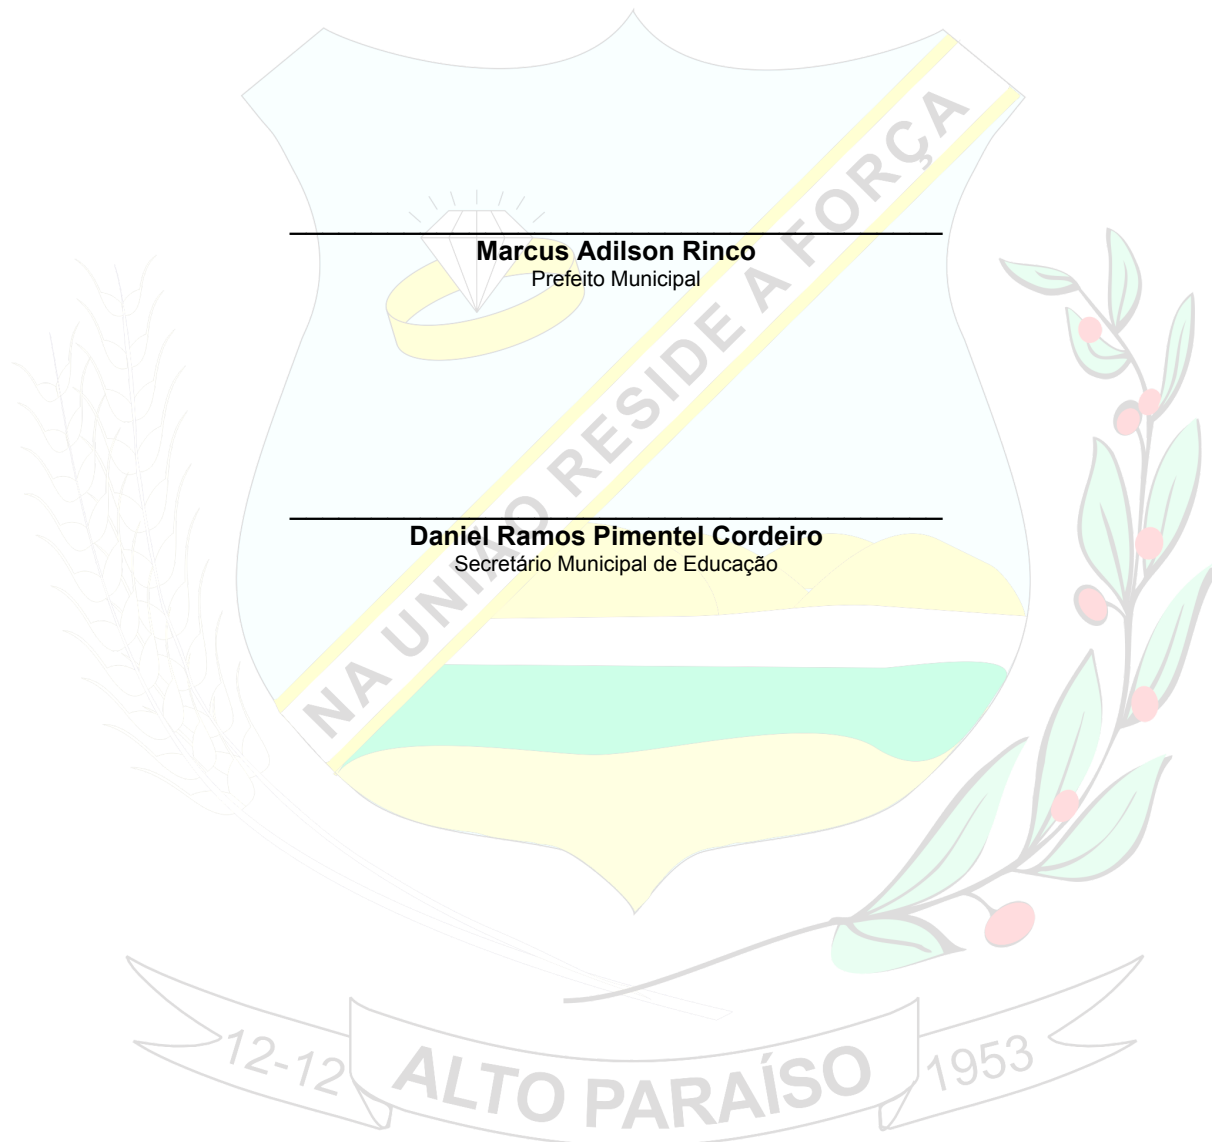 Marcus Adilson Rinco
Prefeito Municipal
NA UNIÃO RESIDE A FORÇA
Daniel Ramos Pimentel Cordeiro
Secretário Municipal de Educação
12-12
ALTO PARAÍSO
1953